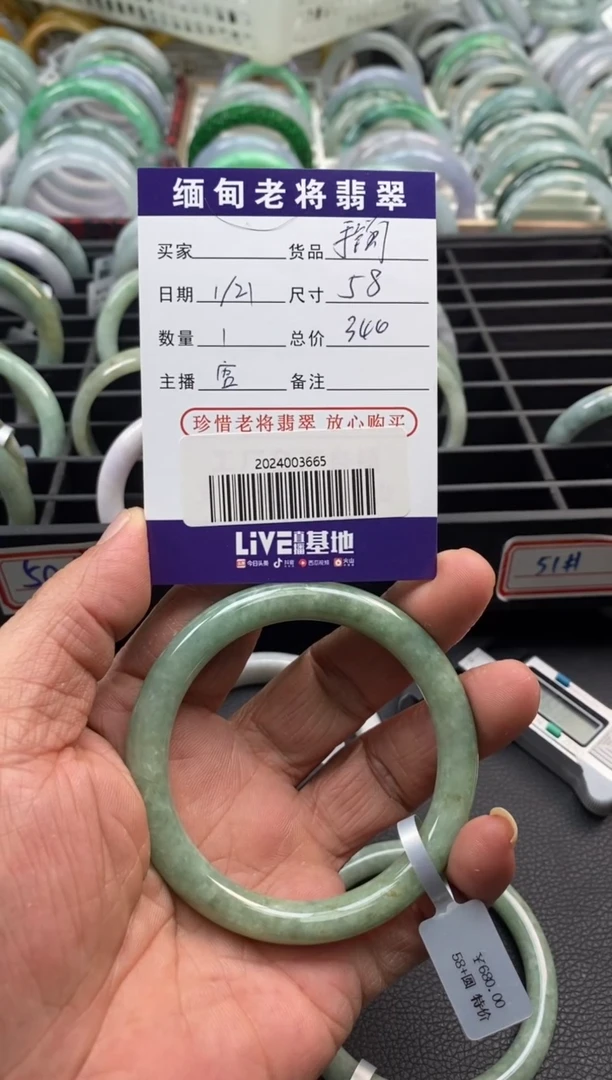 缅甸老将翡翠
买家 货品 手镯
日期 1/21 尺寸 58
数量 1 总价 340
主播 备注
珍惜老将翡翠 放心购买
2024003665
LiVE直播基地
今日头条 抖音 西瓜视频 火山
50
51#
¥680.00
58+圆 特价